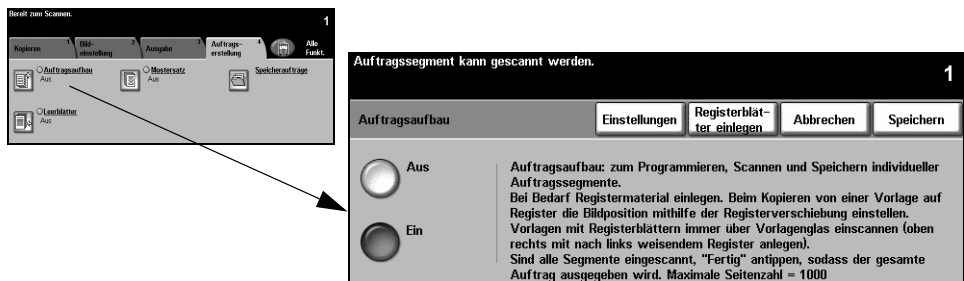 Bereit zum Scannen.
1
Kopieren 1
Bild- einstellung 2
Ausgabe 3
Auftrags- erstellung 4
Alle Funkt.
Auftragsaufbau
Aus
Mustersatz
Aus
Speicheraufträge
Leerblätter
Aus
Auftragssegment kann gescannt werden.
1
Auftragsaufbau
Einstellungen
Registerblät-
ter einlegen
Abbrechen
Speichern
Aus
Ein
Auftragsaufbau: zum Programmieren, Scannen und Speichern individueller
Auftragssegmente.
Bei Bedarf Registermaterial einlegen. Beim Kopieren von einer Vorlage auf
Register die Bildposition mithilfe der Registerverschiebung einstellen.
Vorlagen mit Registerblättern immer über Vorlagenglas einscannen (oben
rechts mit nach links weisendem Register anlegen).
Sind alle Segmente eingescannt, "Fertig" antippen, sodass der gesamte
Auftrag ausgegeben wird. Maximale Seitenzahl = 1000